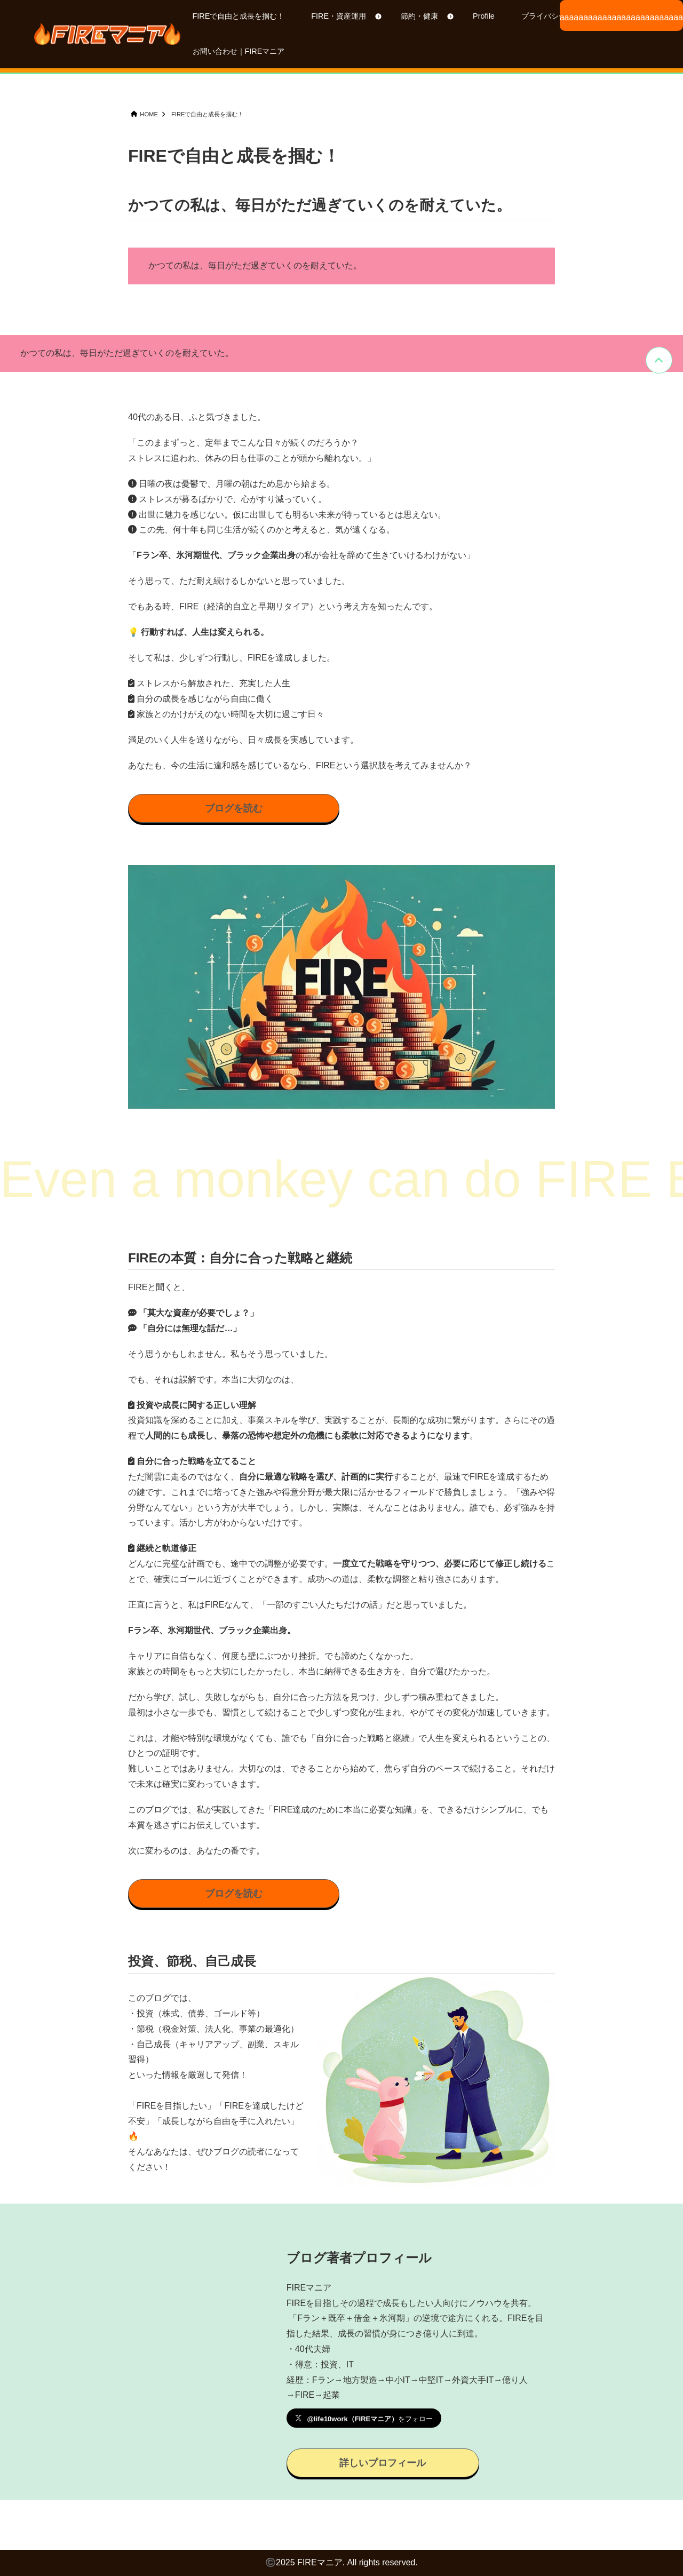 FIREマニア
FIREで自由と成長を掴む！
FIRE・資産運用
節約・健康
Profile
プライバシ
aaaaaaaaaaaaaaaaaaaaaaaaaa
お問い合わせ｜FIREマニア
HOME
FIREで自由と成長を掴む！
FIREで自由と成長を掴む！
かつての私は、毎日がただ過ぎていくのを耐えていた。
かつての私は、毎日がただ過ぎていくのを耐えていた。
かつての私は、毎日がただ過ぎていくのを耐えていた。
40代のある日、ふと気づきました。
「このままずっと、定年までこんな日々が続くのだろうか？
ストレスに追われ、休みの日も仕事のことが頭から離れない。」
日曜の夜は憂鬱で、月曜の朝はため息から始まる。
ストレスが募るばかりで、心がすり減っていく。
出世に魅力を感じない。仮に出世しても明るい未来が待っているとは思えない。
この先、何十年も同じ生活が続くのかと考えると、気が遠くなる。
「Fラン卒、氷河期世代、ブラック企業出身の私が会社を辞めて生きていけるわけがない」
そう思って、ただ耐え続けるしかないと思っていました。
でもある時、FIRE（経済的自立と早期リタイア）という考え方を知ったんです。
💡 行動すれば、人生は変えられる。
そして私は、少しずつ行動し、FIREを達成しました。
ストレスから解放された、充実した人生
自分の成長を感じながら自由に働く
家族とのかけがえのない時間を大切に過ごす日々
満足のいく人生を送りながら、日々成長を実感しています。
あなたも、今の生活に違和感を感じているなら、FIREという選択肢を考えてみませんか？
ブログを読む
FIRE
Even a monkey can do FIRE E
FIREの本質：自分に合った戦略と継続
FIREと聞くと、
「莫大な資産が必要でしょ？」
「自分には無理な話だ…」
そう思うかもしれません。私もそう思っていました。
でも、それは誤解です。本当に大切なのは、
投資や成長に関する正しい理解
投資知識を深めることに加え、事業スキルを学び、実践することが、長期的な成功に繋がります。さらにその過
程で人間的にも成長し、暴落の恐怖や想定外の危機にも柔軟に対応できるようになります。
自分に合った戦略を立てること
ただ闇雲に走るのではなく、自分に最適な戦略を選び、計画的に実行することが、最速でFIREを達成するため
の鍵です。これまでに培ってきた強みや得意分野が最大限に活かせるフィールドで勝負しましょう。「強みや得
分野なんてない」という方が大半でしょう。しかし、実際は、そんなことはありません。誰でも、必ず強みを持
っています。活かし方がわからないだけです。
継続と軌道修正
どんなに完璧な計画でも、途中での調整が必要です。一度立てた戦略を守りつつ、必要に応じて修正し続けるこ
とで、確実にゴールに近づくことができます。成功への道は、柔軟な調整と粘り強さにあります。
正直に言うと、私はFIREなんて、「一部のすごい人たちだけの話」だと思っていました。
Fラン卒、氷河期世代、ブラック企業出身。
キャリアに自信もなく、何度も壁にぶつかり挫折。でも諦めたくなかった。
家族との時間をもっと大切にしたかったし、本当に納得できる生き方を、自分で選びたかった。
だから学び、試し、失敗しながらも、自分に合った方法を見つけ、少しずつ積み重ねてきました。
最初は小さな一歩でも、習慣として続けることで少しずつ変化が生まれ、やがてその変化が加速していきます。
これは、才能や特別な環境がなくても、誰でも「自分に合った戦略と継続」で人生を変えられるということの、
ひとつの証明です。
難しいことではありません。大切なのは、できることから始めて、焦らず自分のペースで続けること。それだけ
で未来は確実に変わっていきます。
このブログでは、私が実践してきた「FIRE達成のために本当に必要な知識」を、できるだけシンプルに、でも
本質を逃さずにお伝えしています。
次に変わるのは、あなたの番です。
ブログを読む
投資、節税、自己成長
このブログでは、
・投資（株式、債券、ゴールド等）
・節税（税金対策、法人化、事業の最適化）
・自己成長（キャリアアップ、副業、スキル
習得）
といった情報を厳選して発信！
「FIREを目指したい」「FIREを達成したけど
不安」「成長しながら自由を手に入れたい」
🔥
そんなあなたは、ぜひブログの読者になって
ください！
ブログ著者プロフィール
FIREマニア
FIREを目指しその過程で成長もしたい人向けにノウハウを共有。
「Fラン＋既卒＋借金＋氷河期」の逆境で途方にくれる。FIREを目
指した結果、成長の習慣が身につき億り人に到達。
・40代夫婦
・得意：投資、IT
経歴：Fラン→地方製造→中小IT→中堅IT→外資大手IT→億り人
→FIRE→起業
𝕏 @life10work（FIREマニア）をフォロー
詳しいプロフィール
©2025 FIREマニア. All rights reserved.